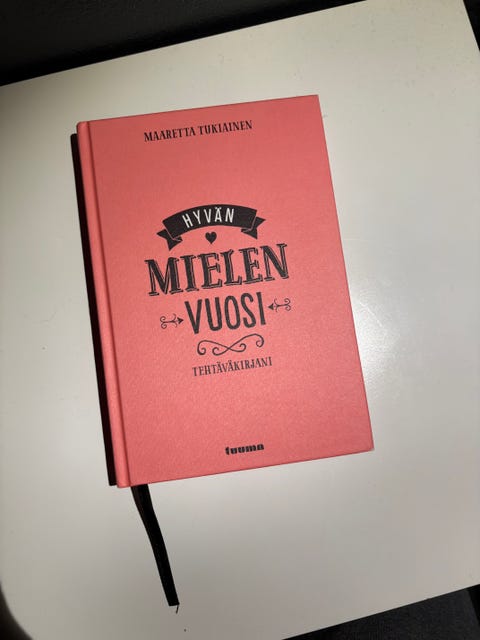 MAARETTA TUKIAINEN
HYVÄN
MIELEN
VUOSI
TEHTÄVÄKIRJANI
tuuma